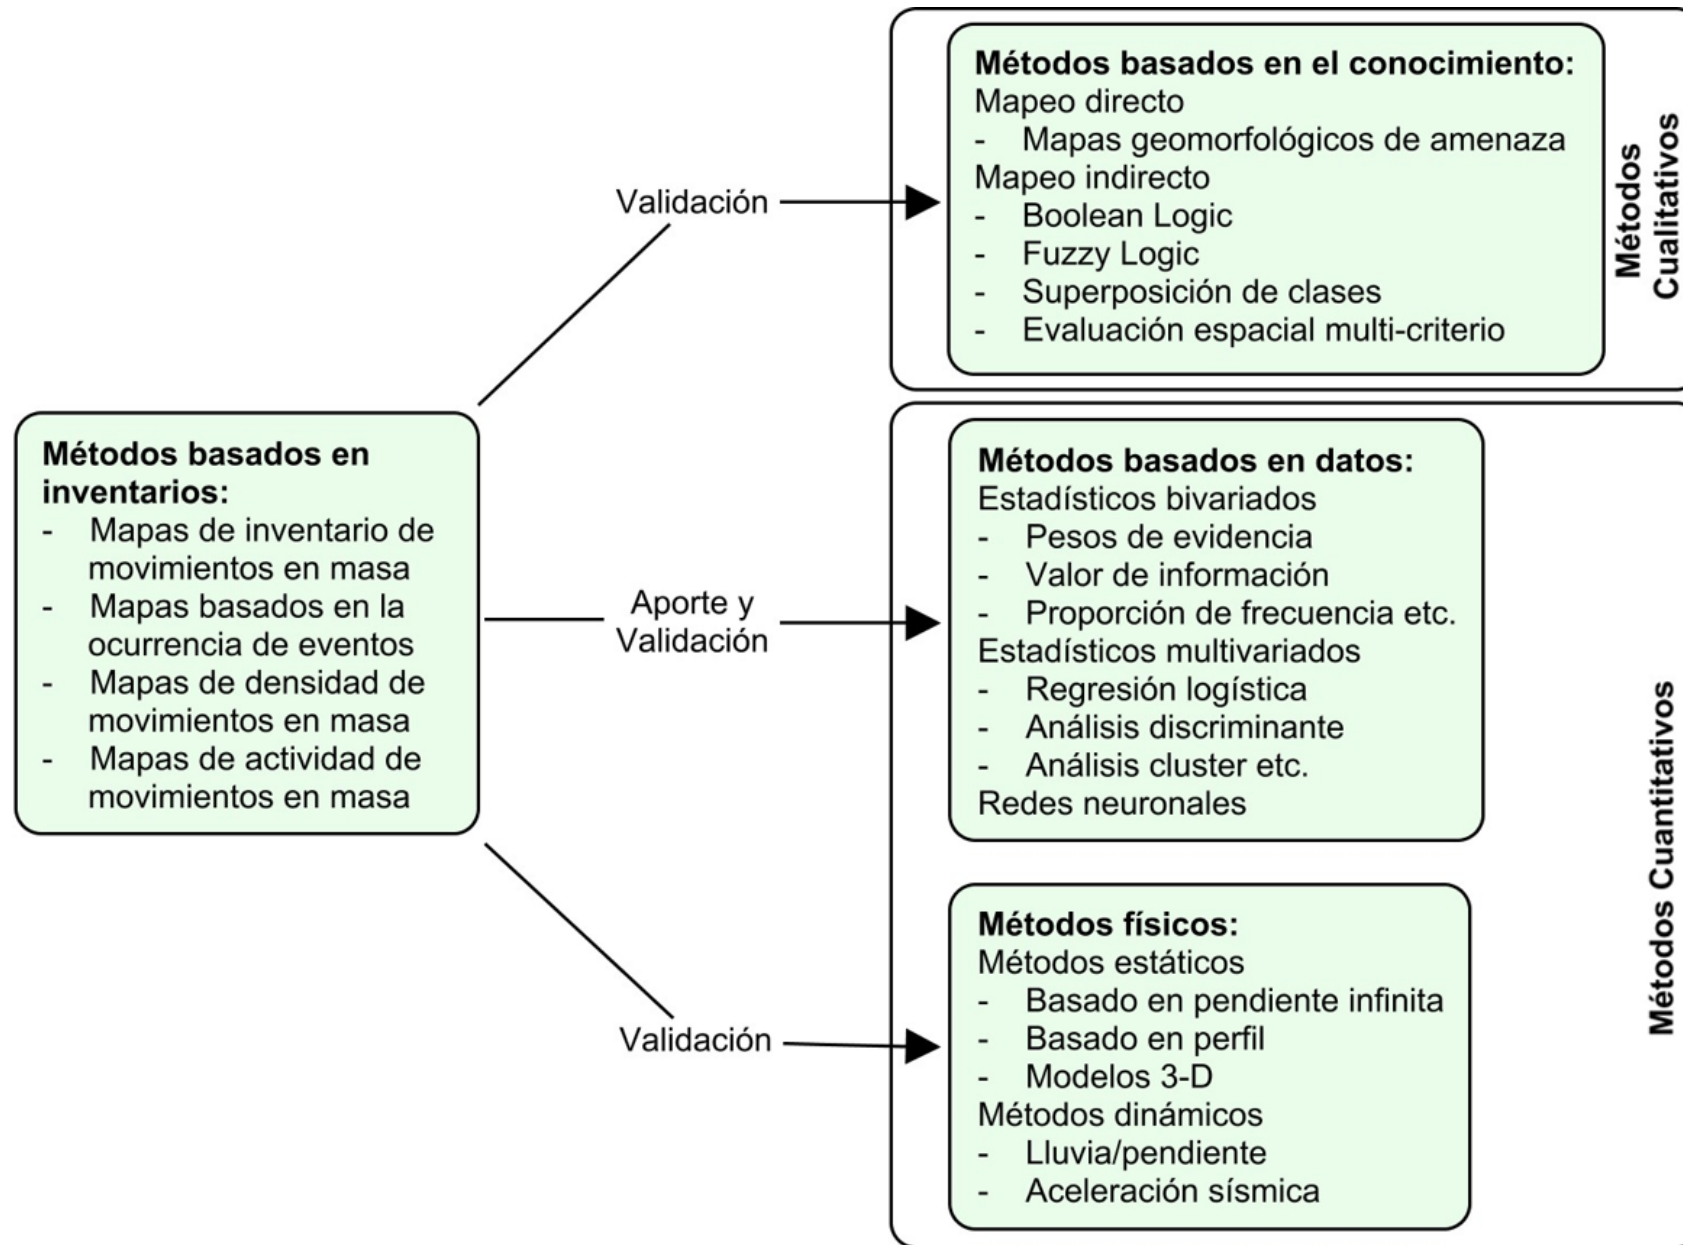 Métodos basados en el conocimiento:
Mapeo directo
- Mapas geomorfológicos de amenaza
Mapeo indirecto
- Boolean Logic
- Fuzzy Logic
- Superposición de clases
- Evaluación espacial multi-criterio
Métodos
Cualitativos
Validación
Métodos basados en
inventarios:
- Mapas de inventario de
movimientos en masa
- Mapas basados en la
ocurrencia de eventos
- Mapas de densidad de
movimientos en masa
- Mapas de actividad de
movimientos en masa
Aporte y
Validación
Métodos basados en datos:
Estadísticos bivariados
- Pesos de evidencia
- Valor de información
- Proporción de frecuencia etc.
Estadísticos multivariados
- Regresión logística
- Análisis discriminante
- Análisis cluster etc.
Redes neuronales
Métodos Cuantitativos
Validación
Métodos físicos:
Métodos estáticos
- Basado en pendiente infinita
- Basado en perfil
- Modelos 3-D
Métodos dinámicos
- Lluvia/pendiente
- Aceleración sísmica